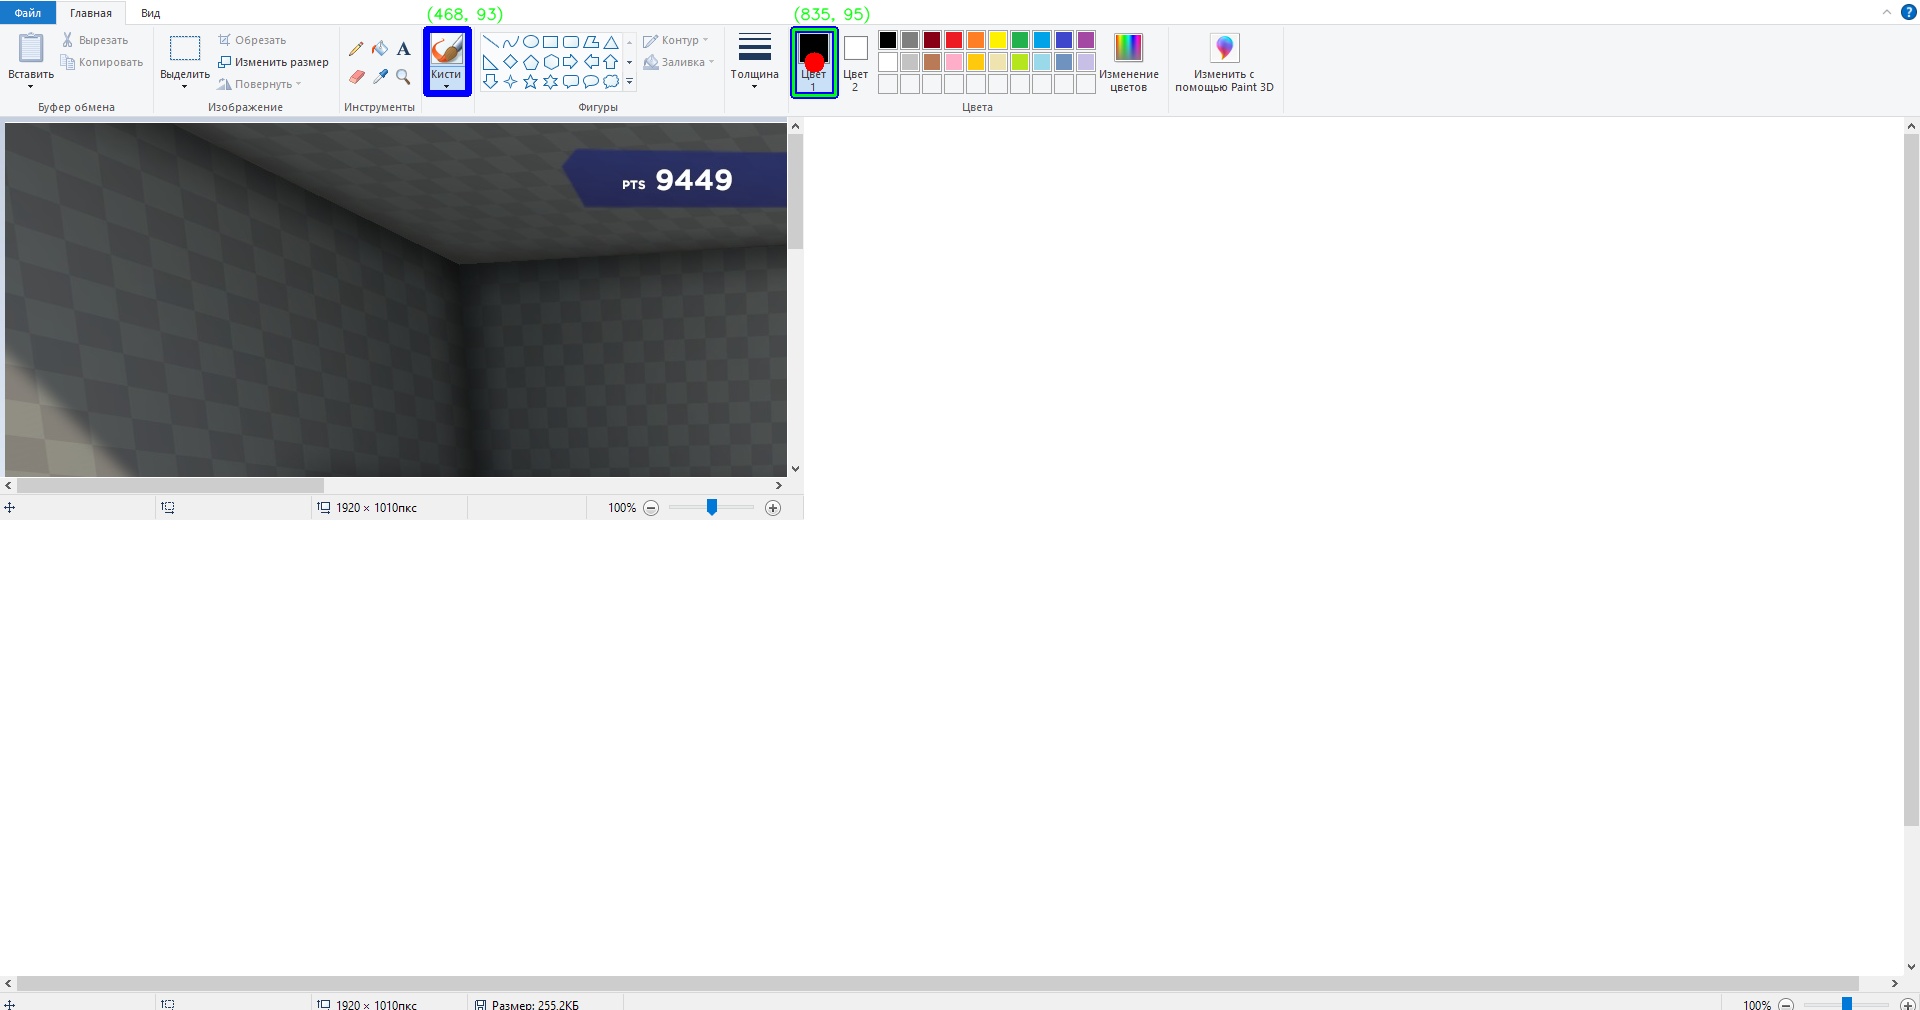 (468, 93)
(835, 95)
Файл
Главная
Вид
Вставить
Вырезать
Копировать
Буфер обмена
Выделить
Обрезать
Изменить размер
Повернуть
Изображение
A
Инструменты
Кисти
Контур
Заливка
Фигуры
Толщина
Цвет
1
Цвет
2
Изменение
цветов
Цвета
Изменить с
помощью Paint 3D
PTS 9449
1920 × 1010пкс
100%
1920 × 1010пкс
Размер: 255,2КБ
100%